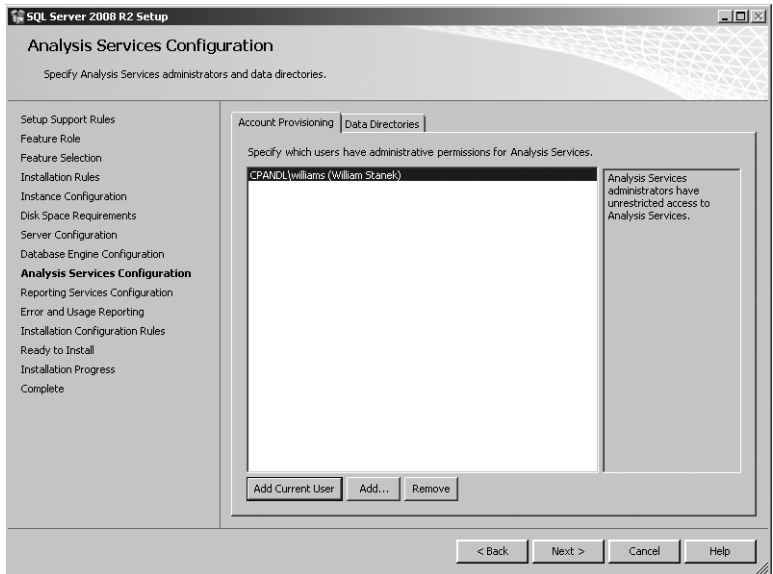 SQL Server 2008 R2 Setup
Analysis Services Configuration
Specify Analysis Services administrators and data directories.
Setup Support Rules
Feature Role
Feature Selection
Installation Rules
Instance Configuration
Disk Space Requirements
Server Configuration
Database Engine Configuration
Analysis Services Configuration
Reporting Services Configuration
Error and Usage Reporting
Installation Configuration Rules
Ready to Install
Installation Progress
Complete
Account Provisioning
Data Directories
Specify which users have administrative permissions for Analysis Services.
CPANDL\williams (William Stanek)
Analysis Services
administrators have
unrestricted access to
Analysis Services.
Add Current User
Add...
Remove
< Back
Next >
Cancel
Help